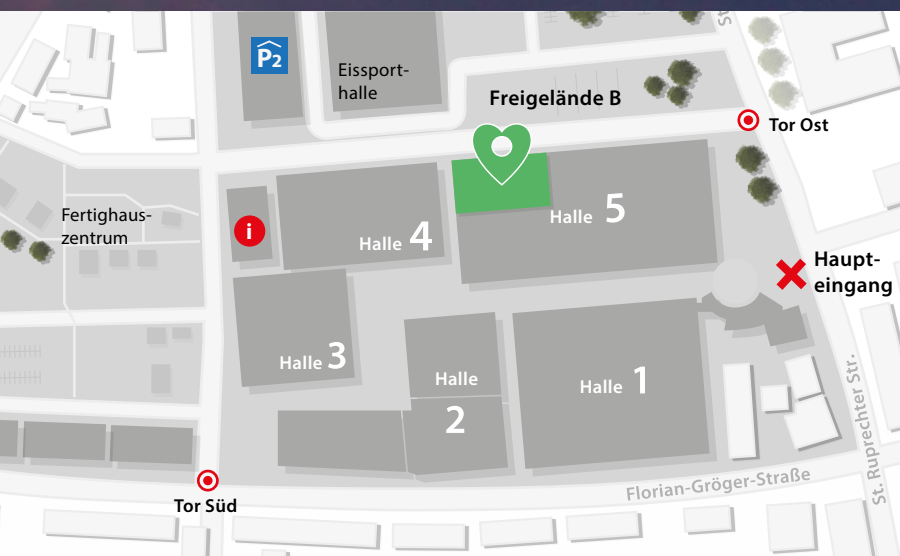 St.
P2
Eissport-
halle
Freigelände B
Tor Ost
Fertighaus-
zentrum
i
Halle 4
Halle 5
Haupt-
eingang
Halle 3
Halle
2
Halle 1
St. Ruprechter Str.
Florian-Gröger-Straße
Tor Süd